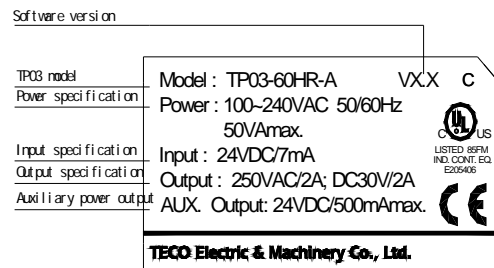 Software version
TP03 model
Power specification
Input specification
Output specification
Auxiliary power output
Model : TP03-60HR-A VX.X C
Power : 100~240VAC 50/60Hz
50VAmax.
Input : 24VDC/7mA
Output : 250VAC/2A; DC30V/2A
AUX. Output: 24VDC/500mAmax.
C UL US
LISTED 85FM
IND. CONT. EQ.
E205406
CE
TECO Electric & Machinery Co., Ltd.